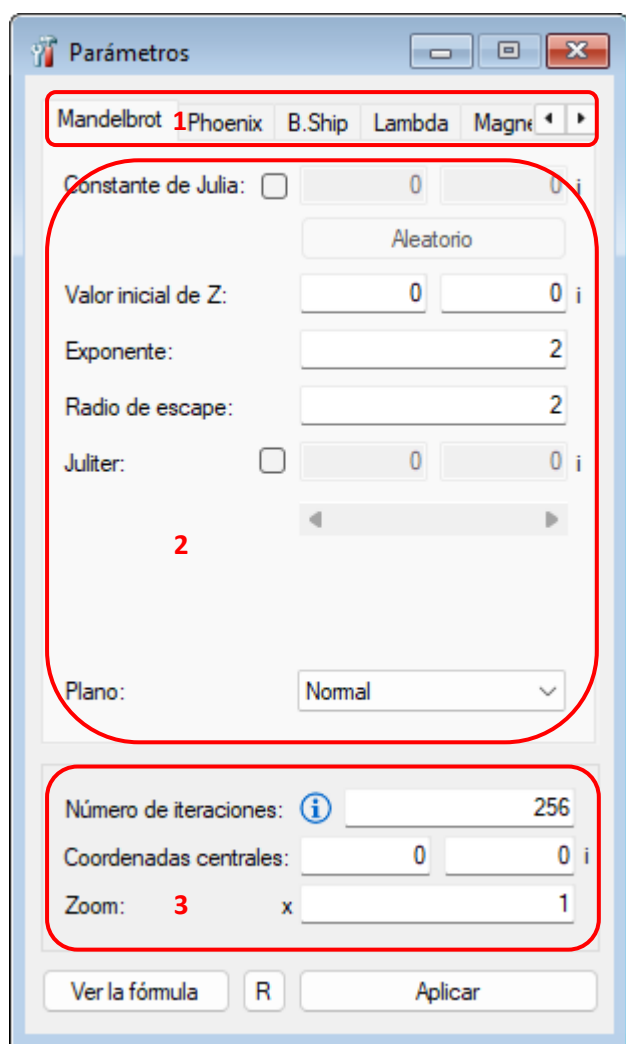 Parámetros
Mandelbrot 1 Phoenix B.Ship Lambda Magne
Constante de Julia: 0 0 i
Aleatorio
Valor inicial de Z: 0 0 i
Exponente: 2
Radio de escape: 2
Juliter: 0 0 i
2
Plano: Normal
Número de iteraciones: i 256
Coordenadas centrales: 0 0 i
Zoom: 3 x 1
Ver la fórmula R Aplicar